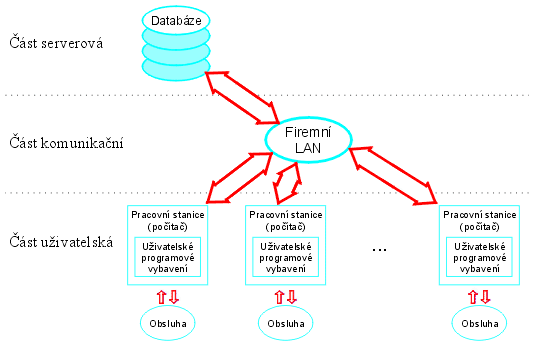 Databáze
Část serverová
Část komunikační
Firemní
LAN
Část uživatelská
Pracovní stanice
(počítač)
Uživatelské
programové
vybavení
Obsluha
Pracovní stanice
(počítač)
Uživatelské
programové
vybavení
Obsluha
...
Pracovní stanice
(počítač)
Uživatelské
programové
vybavení
Obsluha